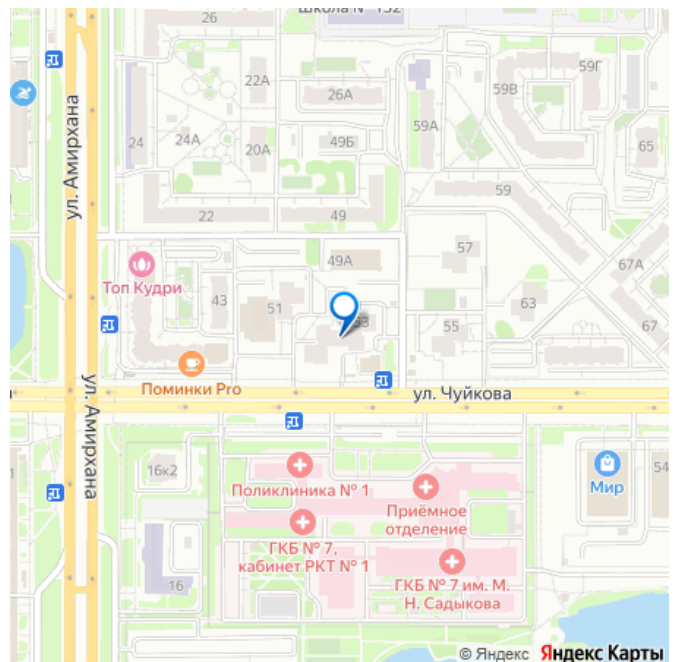 Школа № 132
26
22А
26А
59Г
59В
24
24А
20А
49Б
59А
65
ул. Амирхана
22
49
59
57
49А
67А
Топ Кудри
43
51
53
55
63
67
Поминки Pro
ул. Чуйкова
ул. Амирхана
16к2
Поликлиника № 1
Приёмное
отделение
Мир
54
ГКБ № 7,
кабинет РКТ № 1
16
ГКБ № 7 им. М.
Н. Садыкова
© Яндекс Яндекс Карты